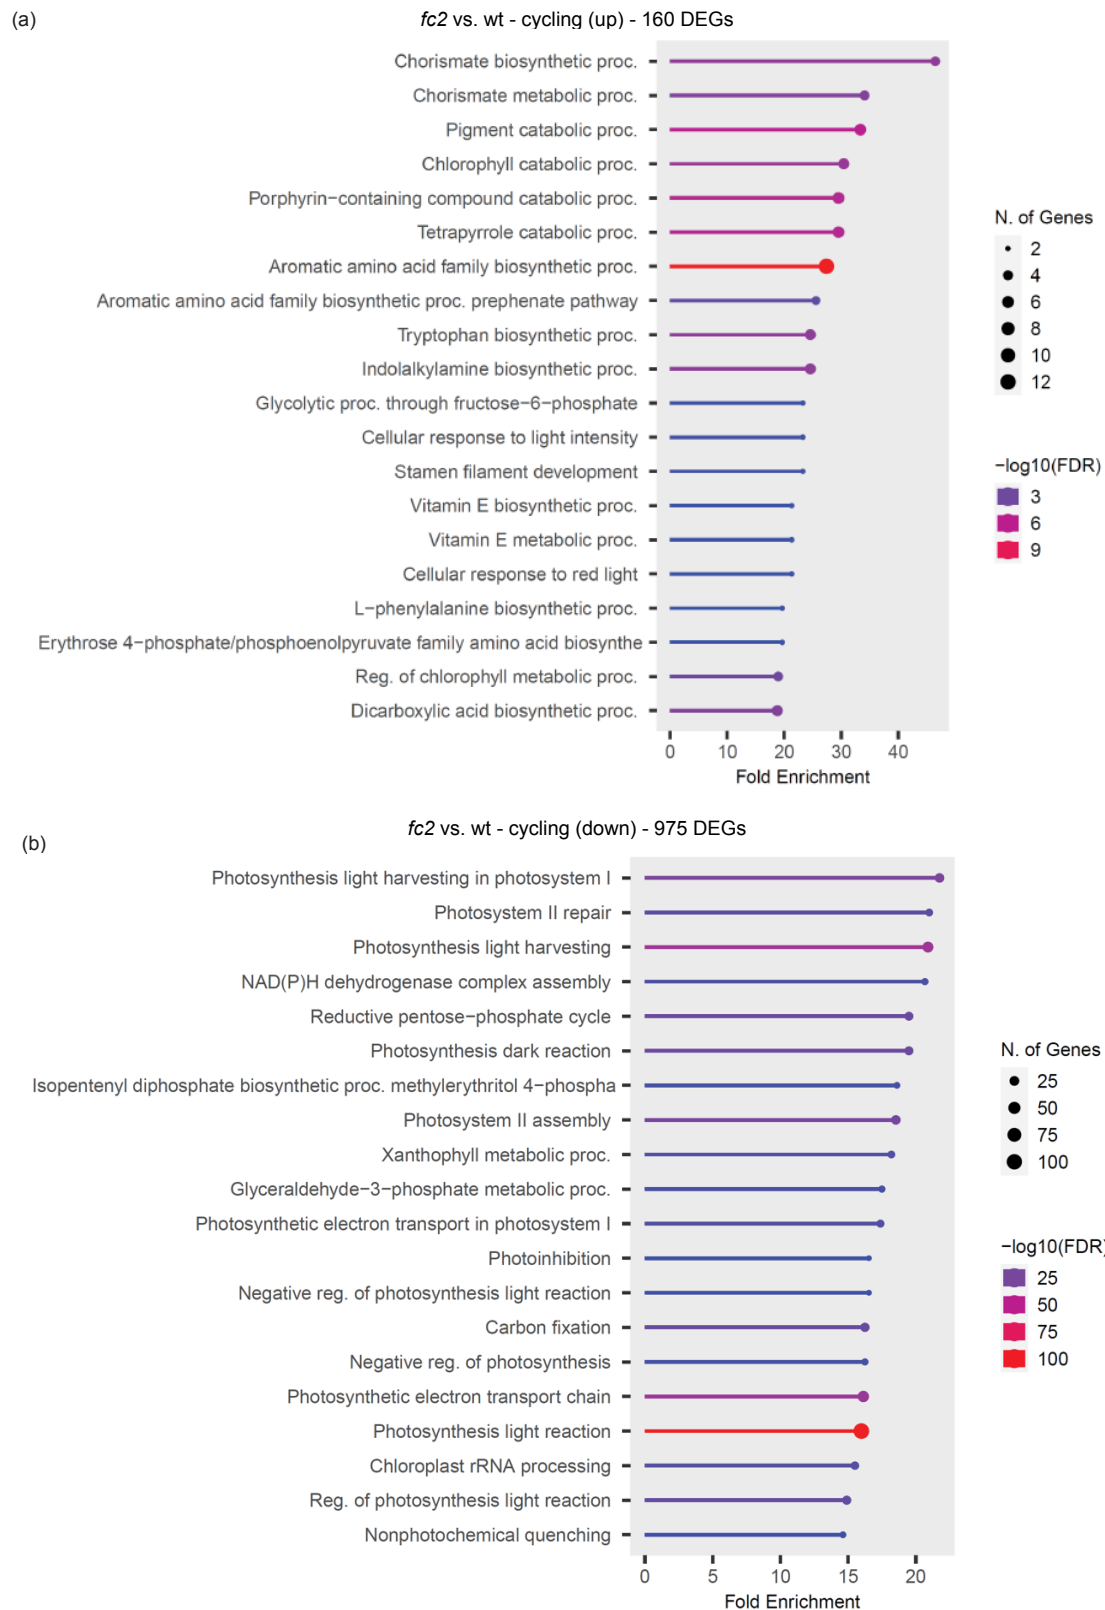 (a)
fc2 vs. wt - cycling (up) - 160 DEGs
Chorismate biosynthetic proc.
Chorismate metabolic proc.
Pigment catabolic proc.
Chlorophyll catabolic proc.
Porphyrin−containing compound catabolic proc.
Tetrapyrrole catabolic proc.
Aromatic amino acid family biosynthetic proc.
Aromatic amino acid family biosynthetic proc. prephenate pathway
Tryptophan biosynthetic proc.
Indolalkylamine biosynthetic proc.
Glycolytic proc. through fructose−6−phosphate
Cellular response to light intensity
Stamen filament development
Vitamin E biosynthetic proc.
Vitamin E metabolic proc.
Cellular response to red light
L−phenylalanine biosynthetic proc.
Erythrose 4−phosphate/phosphoenolpyruvate family amino acid biosynthe
Reg. of chlorophyll metabolic proc.
Dicarboxylic acid biosynthetic proc.
0 10 20 30 40
Fold Enrichment
N. of Genes
2
4
6
8
10
12
−log10(FDR)
3
6
9
(b)
fc2 vs. wt - cycling (down) - 975 DEGs
Photosynthesis light harvesting in photosystem I
Photosystem II repair
Photosynthesis light harvesting
NAD(P)H dehydrogenase complex assembly
Reductive pentose−phosphate cycle
Photosynthesis dark reaction
Isopentenyl diphosphate biosynthetic proc. methylerythritol 4−phospha
Photosystem II assembly
Xanthophyll metabolic proc.
Glyceraldehyde−3−phosphate metabolic proc.
Photosynthetic electron transport in photosystem I
Photoinhibition
Negative reg. of photosynthesis light reaction
Carbon fixation
Negative reg. of photosynthesis
Photosynthetic electron transport chain
Photosynthesis light reaction
Chloroplast rRNA processing
Reg. of photosynthesis light reaction
Nonphotochemical quenching
0 5 10 15 20
Fold Enrichment
N. of Genes
25
50
75
100
−log10(FDR)
25
50
75
100